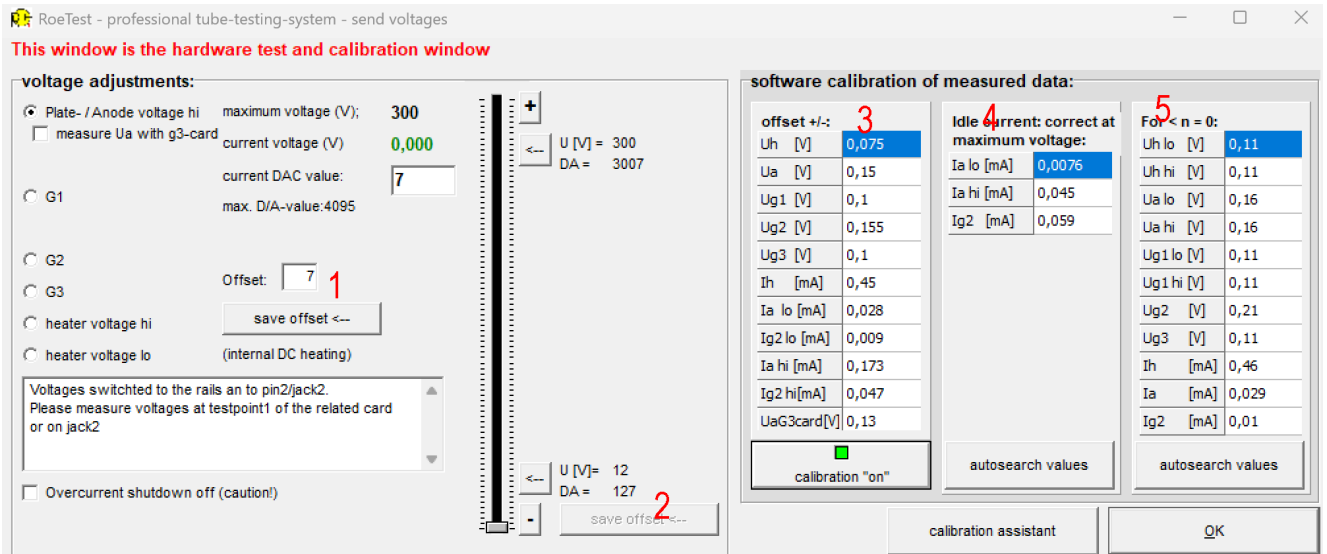 RoeTest - professional tube-testing-system - send voltages
This window is the hardware test and calibration window
voltage adjustments:
Plate- / Anode voltage hi
measure Ua with g3-card
G1
G2
G3
heater voltage hi
heater voltage lo
maximum voltage (V); 300
current voltage (V) 0,000
current DAC value: 7
max. D/A-value:4095
Offset: 7 1
save offset <--
(internal DC heating)
Voltages switchted to the rails an to pin2/jack2.
Please measure voltages at testpoint1 of the related card
or on jack2
Overcurrent shutdown off (caution!)
+
<-- U [V] = 300
DA = 3007
<-- U [V]= 12
DA = 127
-
2
save offset <--
software calibration of measured data:
offset +/-: 3
Uh [V] 0,075
Ua [V] 0,15
Ug1 [V] 0,1
Ug2 [V] 0,155
Ug3 [V] 0,1
Ih [mA] 0,45
Ia lo [mA] 0,028
Ig2 lo [mA] 0,009
Ia hi [mA] 0,173
Ig2 hi[mA] 0,047
UaG3card[V] 0,13
calibration "on"
4
Idle current: correct at
maximum voltage:
Ia lo [mA] 0,0076
Ia hi [mA] 0,045
Ig2 [mA] 0,059
autosearch values
5
For < n = 0:
Uh lo [V] 0,11
Uh hi [V] 0,11
Ua lo [V] 0,16
Ua hi [V] 0,16
Ug1 lo [V] 0,11
Ug1 hi [V] 0,11
Ug2 [V] 0,21
Ug3 [V] 0,11
Ih [mA] 0,46
Ia [mA] 0,029
Ig2 [mA] 0,01
autosearch values
calibration assistant
OK